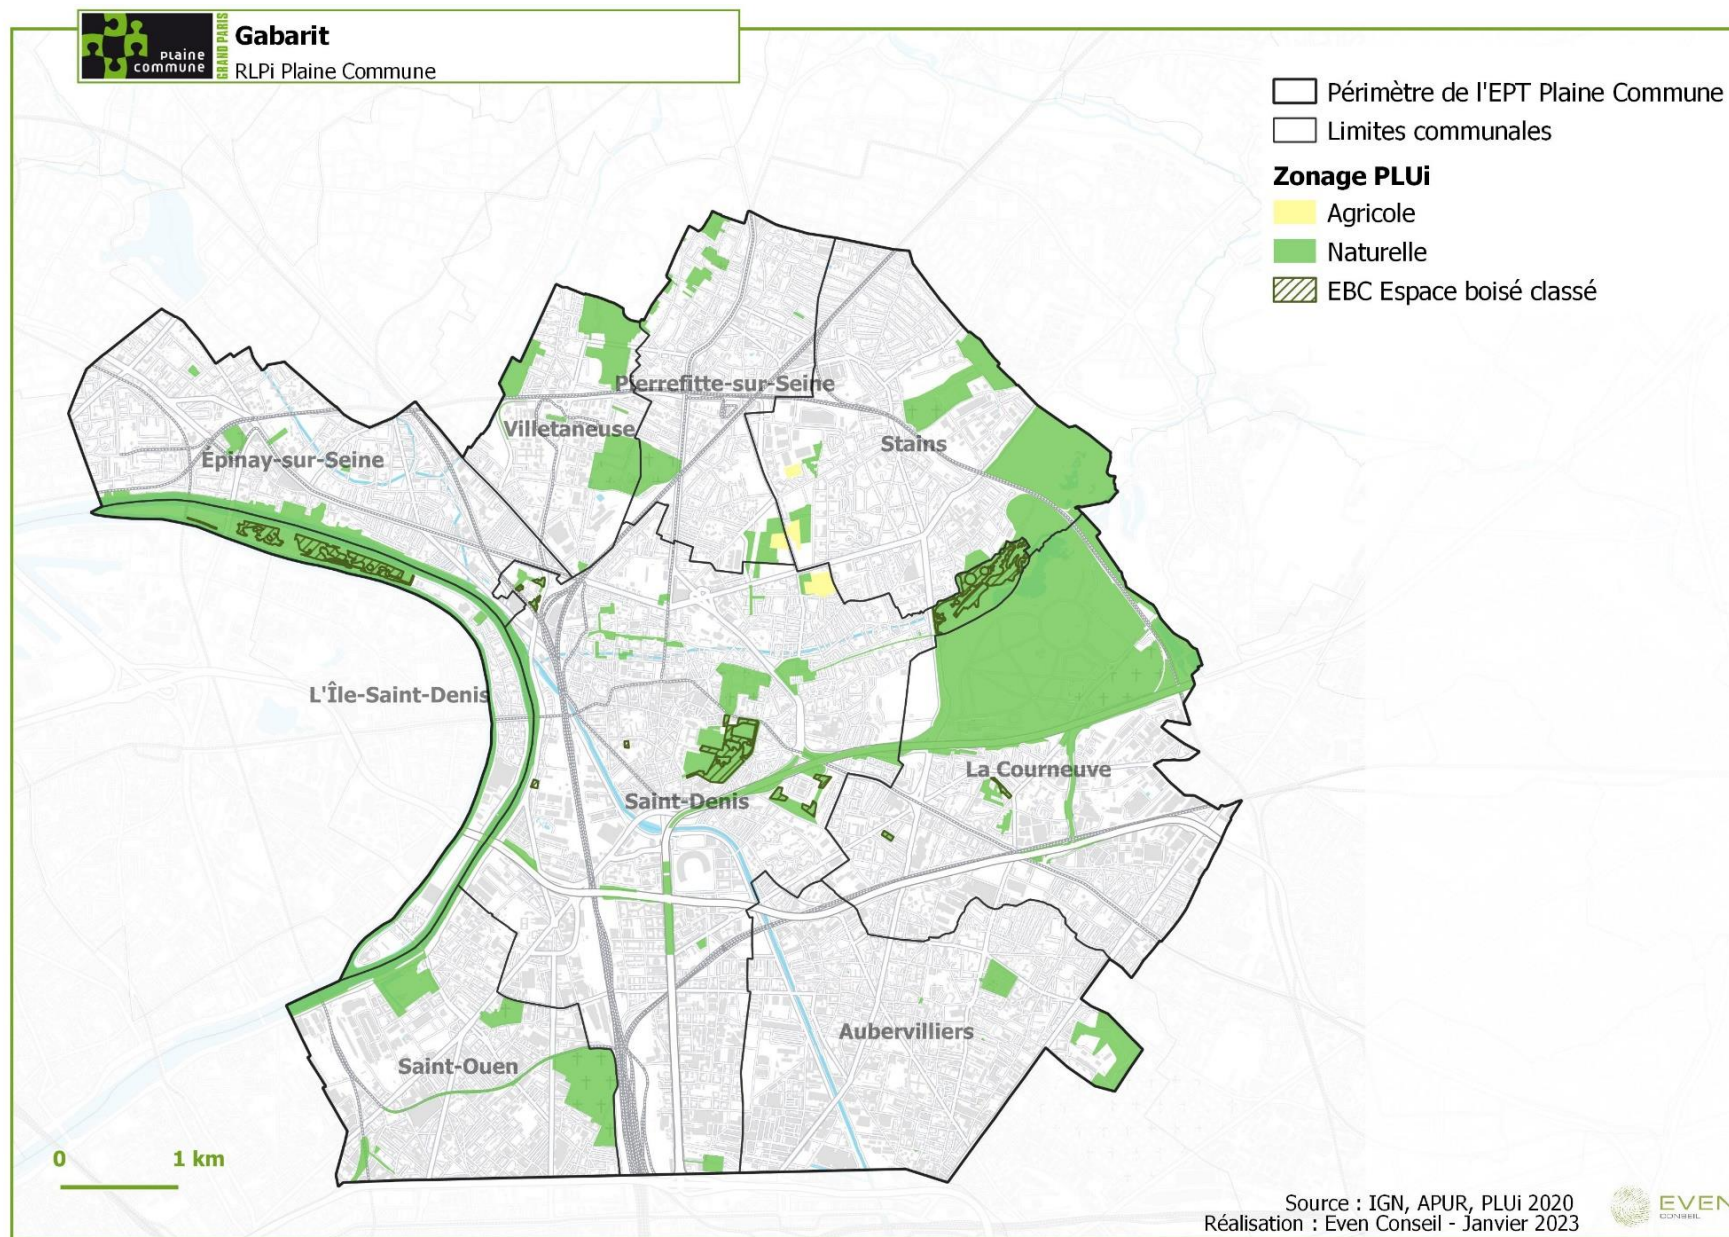 plaine
commune
GRAND PARIS
Gabarit
RLPi Plaine Commune
Périmètre de l'EPT Plaine Commune
Limites communales
Zonage PLUi
Agricole
Naturelle
EBC Espace boisé classé
Pierrefitte-sur-Seine
Villetaneuse
Stains
Épinay-sur-Seine
L'Île-Saint-Denis
La Courneuve
Saint-Denis
Aubervilliers
Saint-Ouen
0 1 km
Source : IGN, APUR, PLUi 2020
Réalisation : Even Conseil - Janvier 2023
EVEN
CONSEIL